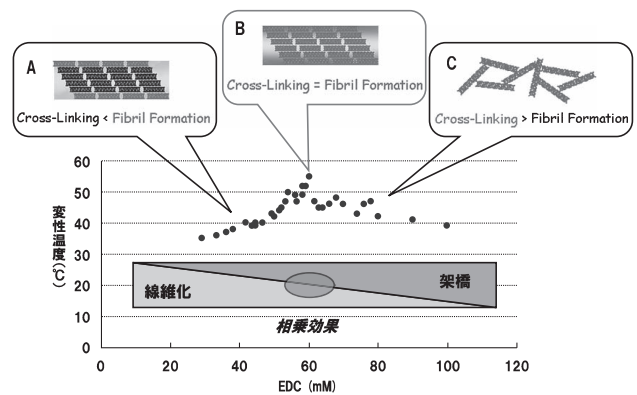 A
Cross-Linking < Fibril Formation
B
Cross-Linking = Fibril Formation
C
Cross-Linking > Fibril Formation
変性温度(℃)
60
50
40
30
20
10
0
線維化
架橋
相乗効果
0 20 40 60 80 100 120
EDC (mM)